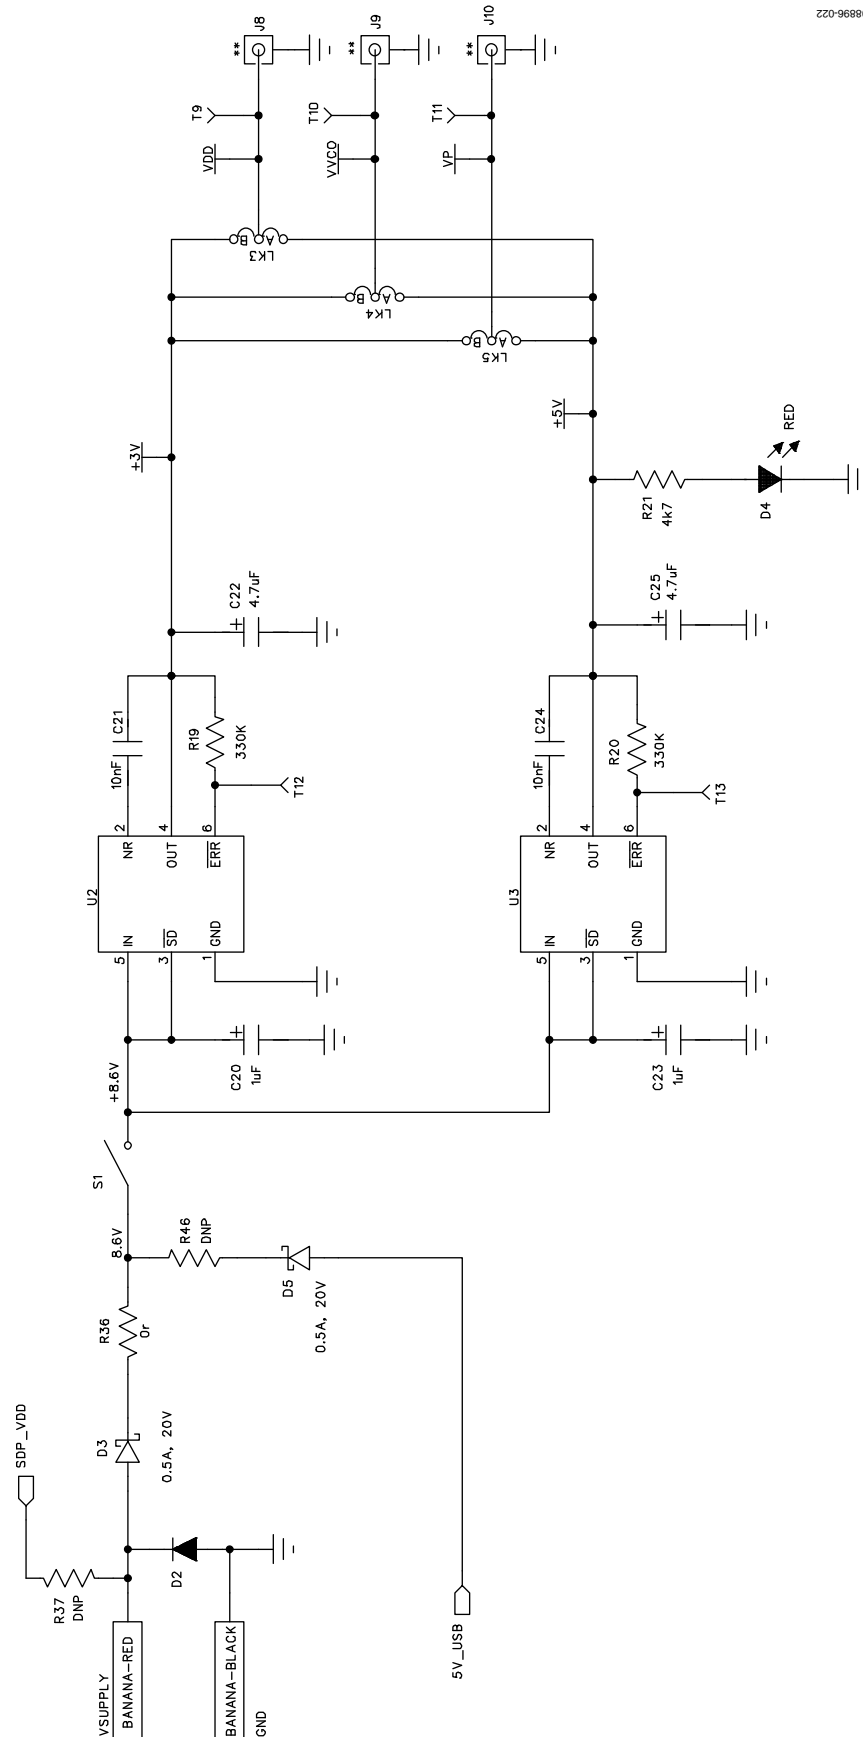 08896-022
J8
**
T9
VDD
J9
**
T10
VVCO
J10
**
T11
VP
B
A
LK3
B
A
LK4
B
A
LK5
+3V
+5V
RED
R21
4k7
D4
C22
4.7uF
C25
4.7uF
C21
10nF
R19
330K
T12
C24
10nF
R20
330K
T13
2
4
6
NR
OUT
ERR
U2
IN
SD
GND
5
3
1
2
4
6
NR
OUT
ERR
U3
IN
SD
GND
5
3
1
+8.6V
C20
1uF
C23
1uF
S1
8.6V
R46
DNP
D5
0.5A, 20V
R36
0r
D3
0.5A, 20V
SDP_VDD
R37
DNP
D2
VSUPPLY
BANANA-RED
BANANA-BLACK
GND
5V_USB